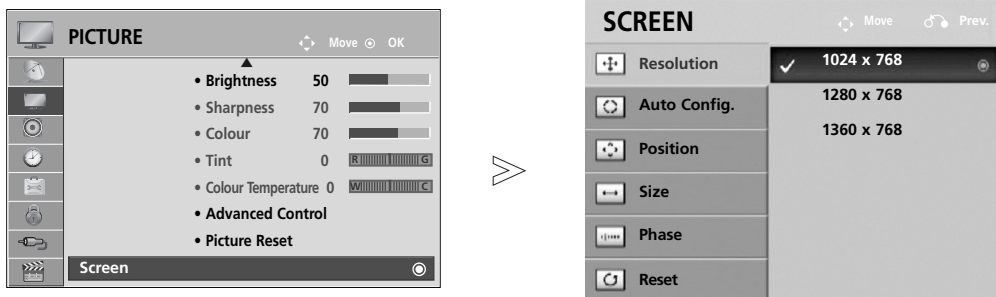 PICTURE
Move OK
• Brightness 50
• Sharpness 70
• Colour 70
• Tint 0 R G
• Colour Temperature 0 W C
• Advanced Control
• Picture Reset
Screen
SCREEN
Move Prev.
Resolution
Auto Config.
Position
Size
Phase
Reset
1024 x 768
1280 x 768
1360 x 768